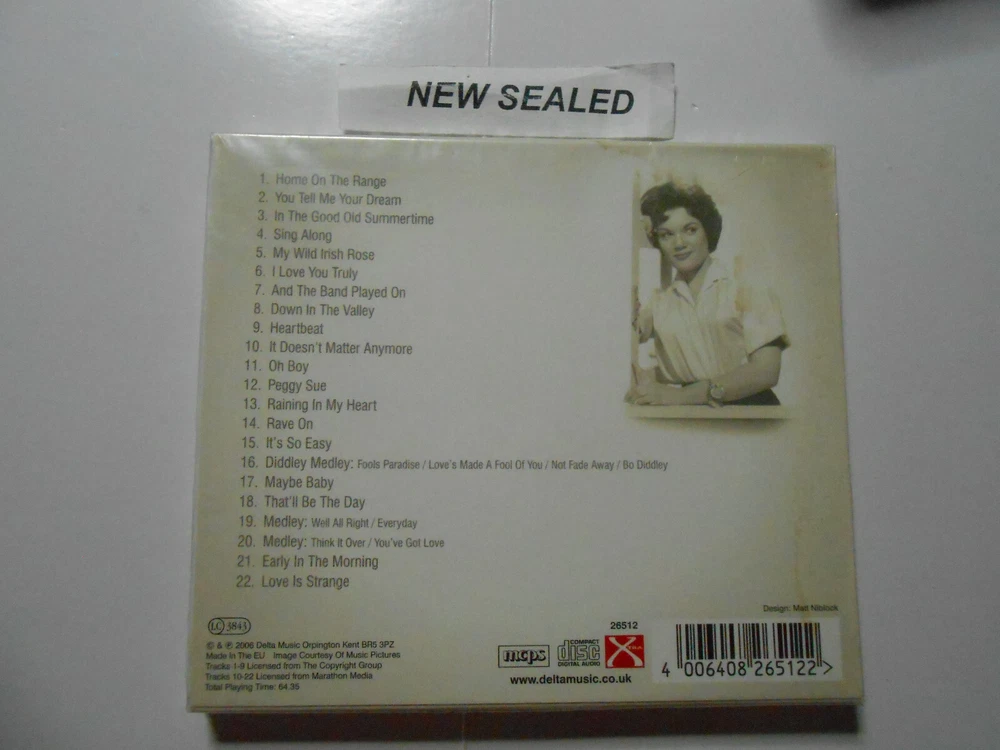 NEW SEALED
1. Home On The Range
2. You Tell Me Your Dream
3. In The Good Old Summertime
4. Sing Along
5. My Wild Irish Rose
6. I Love You Truly
7. And The Band Played On
8. Down In The Valley
9. Heartbeat
10. It Doesn't Matter Anymore
11. Oh Boy
12. Peggy Sue
13. Raining In My Heart
14. Rave On
15. It's So Easy
16. Diddley Medley: Fools Paradise / Love's Made A Fool Of You / Not Fade Away / Bo Diddley
17. Maybe Baby
18. That'll Be The Day
19. Medley: Well All Right / Everyday
20. Medley: Think It Over / You've Got Love
21. Early In The Morning
22. Love Is Strange
Design: Matt
LC 3843
© & ℗ 2006 Delta Music Orpington Kent BR5 3PZ
Made In The EU Image Courtesy Of Music Pictures
Tracks 1-9 Licensed from The Copyright Group
Tracks 10-22 Licensed from Marathon Media
Total Playing Time: 64.35
mcps
COMPACT
disc
DIGITAL AUDIO
www.deltamusic.co.uk
26512
XTRA
4 006408 265122 >